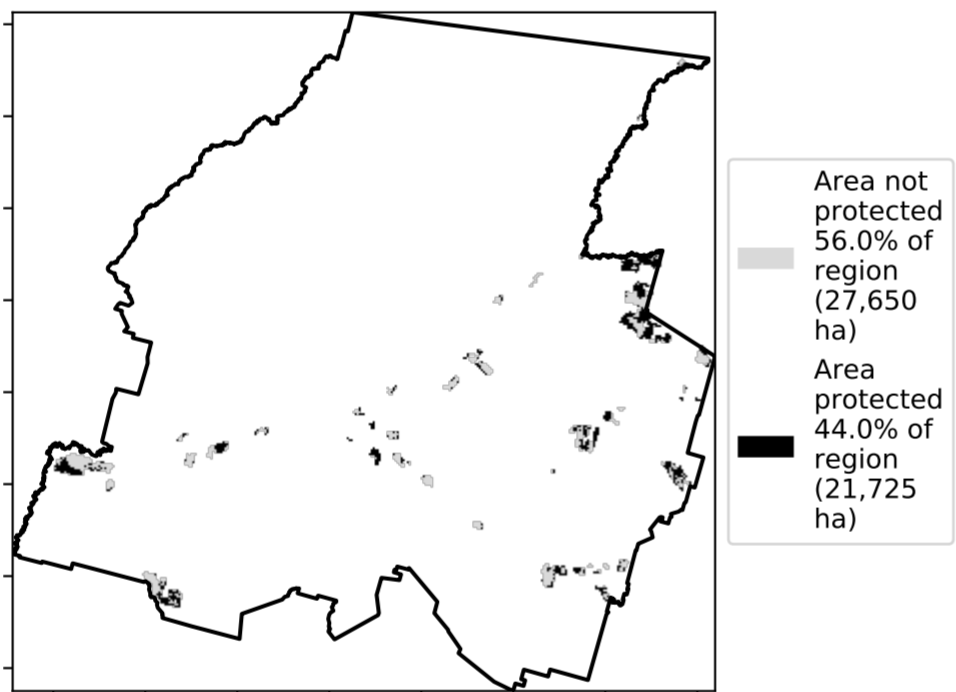 Area not
protected
56.0% of
region
(27,650
ha)
Area
protected
44.0% of
region
(21,725
ha)